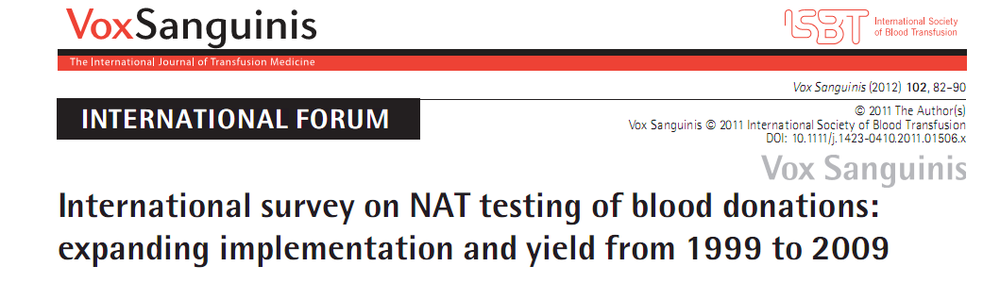 VoxSanguinis
ISBT International Society
of Blood Transfusion
The International Journal of Transfusion Medicine
Vox Sanguinis (2012) 102, 82–90
INTERNATIONAL FORUM
© 2011 The Author(s)
Vox Sanguinis © 2011 International Society of Blood Transfusion
DOI: 10.1111/j.1423-0410.2011.01506.x
Vox Sanguinis
International survey on NAT testing of blood donations:
expanding implementation and yield from 1999 to 2009